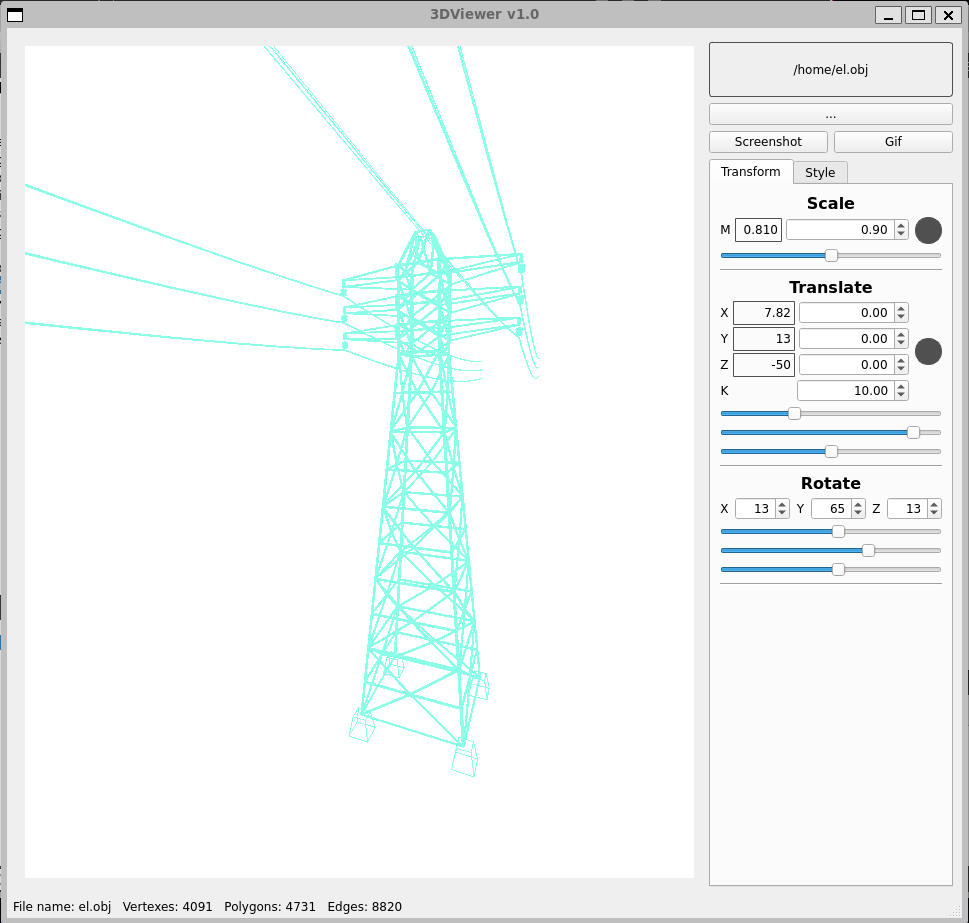 3DViewer v1.0
/home/el.obj
...
Screenshot Gif
Transform Style
Scale
M 0.810 0.90
Translate
X 7.82 0.00
Y 13 0.00
Z -50 0.00
K 10.00
Rotate
X 13 Y 65 Z 13
File name: el.obj Vertexes: 4091 Polygons: 4731 Edges: 8820